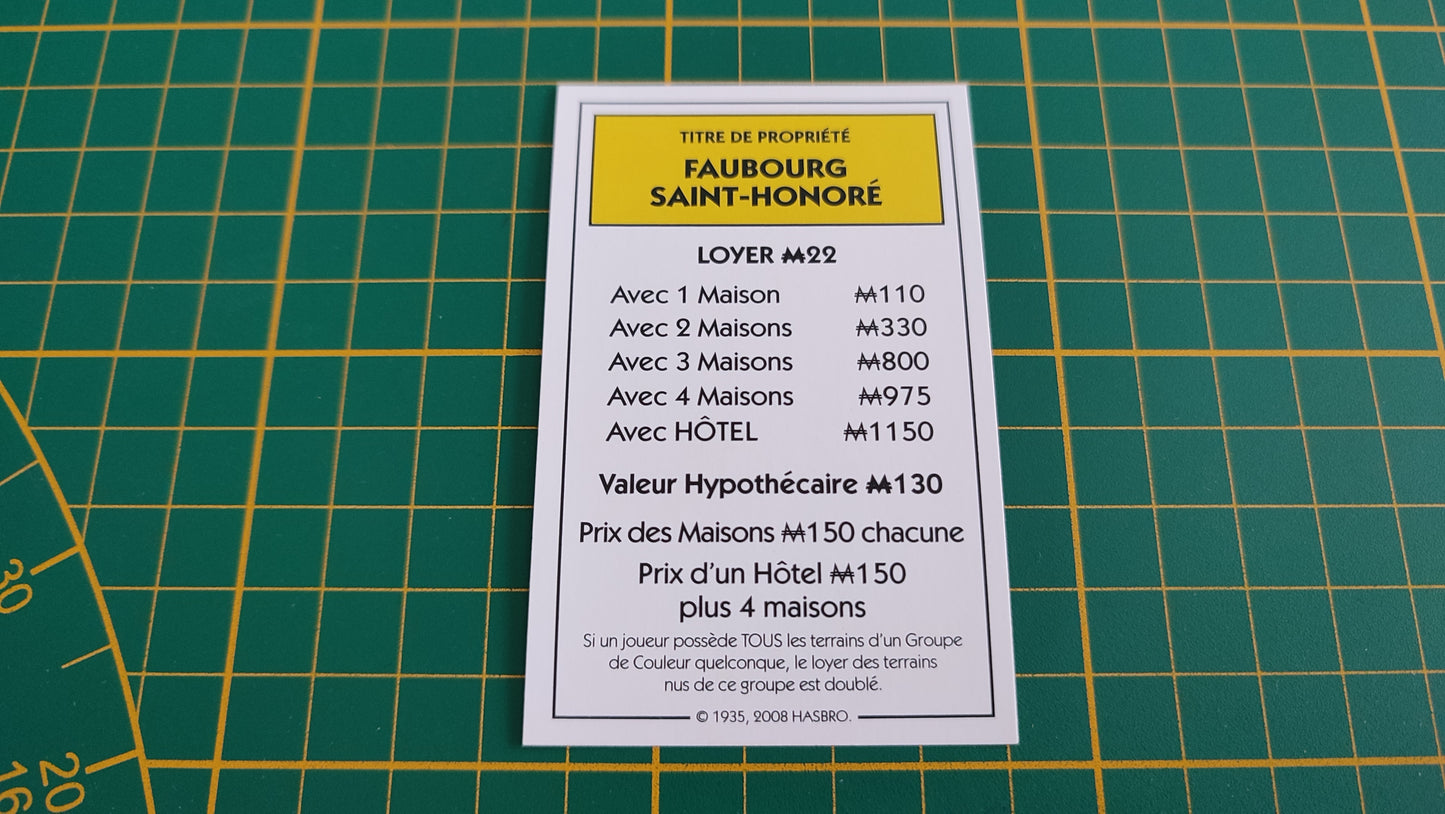 TITRE DE PROPRIÉTÉ
FAUBOURG
SAINT-HONORÉ
LOYER ₩22
Avec 1 Maison ₩110
Avec 2 Maisons ₩330
Avec 3 Maisons ₩800
Avec 4 Maisons ₩975
Avec HÔTEL ₩1150
Valeur Hypothécaire ₩130
Prix des Maisons ₩150 chacune
Prix d'un Hôtel ₩150
plus 4 maisons
Si un joueur possède TOUS les terrains d'un Groupe
de Couleur quelconque, le loyer des terrains
nus de ce groupe est doublé.
© 1935, 2008 HASBRO.
30
20
16